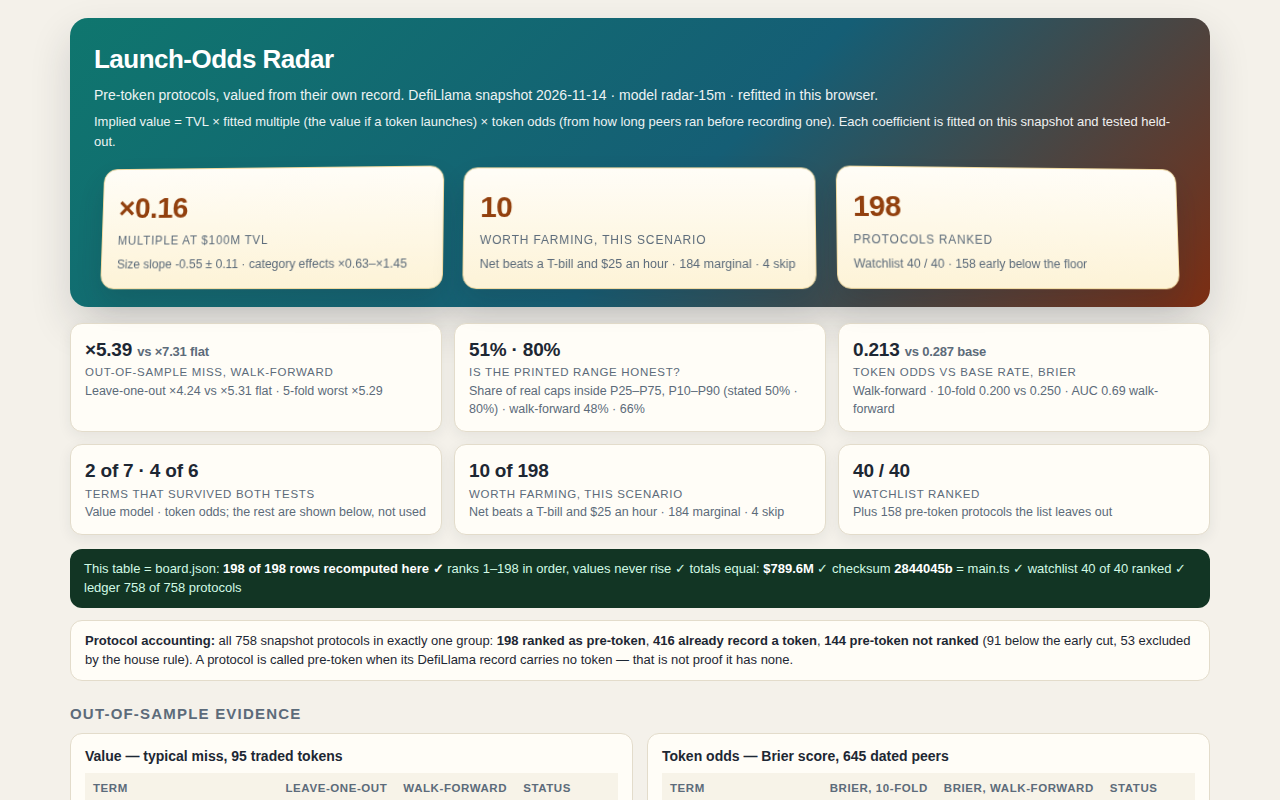 Launch-Odds Radar
Pre-token protocols, valued from their own record. DefiLlama snapshot 2026-11-14 · model radar-15m · refitted in this browser.
Implied value = TVL × fitted multiple (the value if a token launches) × token odds (from how long peers ran before recording one). Each coefficient is fitted on this snapshot and tested held-
out.
×0.16
MULTIPLE AT $100M TVL
Size slope -0.55 ± 0.11 · category effects ×0.63–×1.45
10
WORTH FARMING, THIS SCENARIO
Net beats a T-bill and $25 an hour · 184 marginal · 4 skip
198
PROTOCOLS RANKED
Watchlist 40 / 40 · 158 early below the floor
×5.39 vs ×7.31 flat
OUT-OF-SAMPLE MISS, WALK-FORWARD
Leave-one-out ×4.24 vs ×5.31 flat · 5-fold worst ×5.29
51% · 80%
IS THE PRINTED RANGE HONEST?
Share of real caps inside P25–P75, P10–P90 (stated 50% ·
80%) · walk-forward 48% · 66%
0.213 vs 0.287 base
TOKEN ODDS VS BASE RATE, BRIER
Walk-forward · 10-fold 0.200 vs 0.250 · AUC 0.69 walk-
forward
2 of 7 · 4 of 6
TERMS THAT SURVIVED BOTH TESTS
Value model · token odds; the rest are shown below, not used
10 of 198
WORTH FARMING, THIS SCENARIO
Net beats a T-bill and $25 an hour · 184 marginal · 4 skip
40 / 40
WATCHLIST RANKED
Plus 158 pre-token protocols the list leaves out
This table = board.json: 198 of 198 rows recomputed here ✓ ranks 1–198 in order, values never rise ✓ totals equal: $789.6M ✓ checksum 2844045b = main.ts ✓ watchlist 40 of 40 ranked ✓
ledger 758 of 758 protocols
Protocol accounting: all 758 snapshot protocols in exactly one group: 198 ranked as pre-token, 416 already record a token, 144 pre-token not ranked (91 below the early cut, 53 excluded
by the house rule). A protocol is called pre-token when its DefiLlama record carries no token — that is not proof it has none.
OUT-OF-SAMPLE EVIDENCE
Value — typical miss, 95 traded tokens
TERM LEAVE-ONE-OUT WALK-FORWARD STATUS
Token odds — Brier score, 645 dated peers
TERM BRIER, 10-FOLD BRIER, WALK-FORWARD STATUS